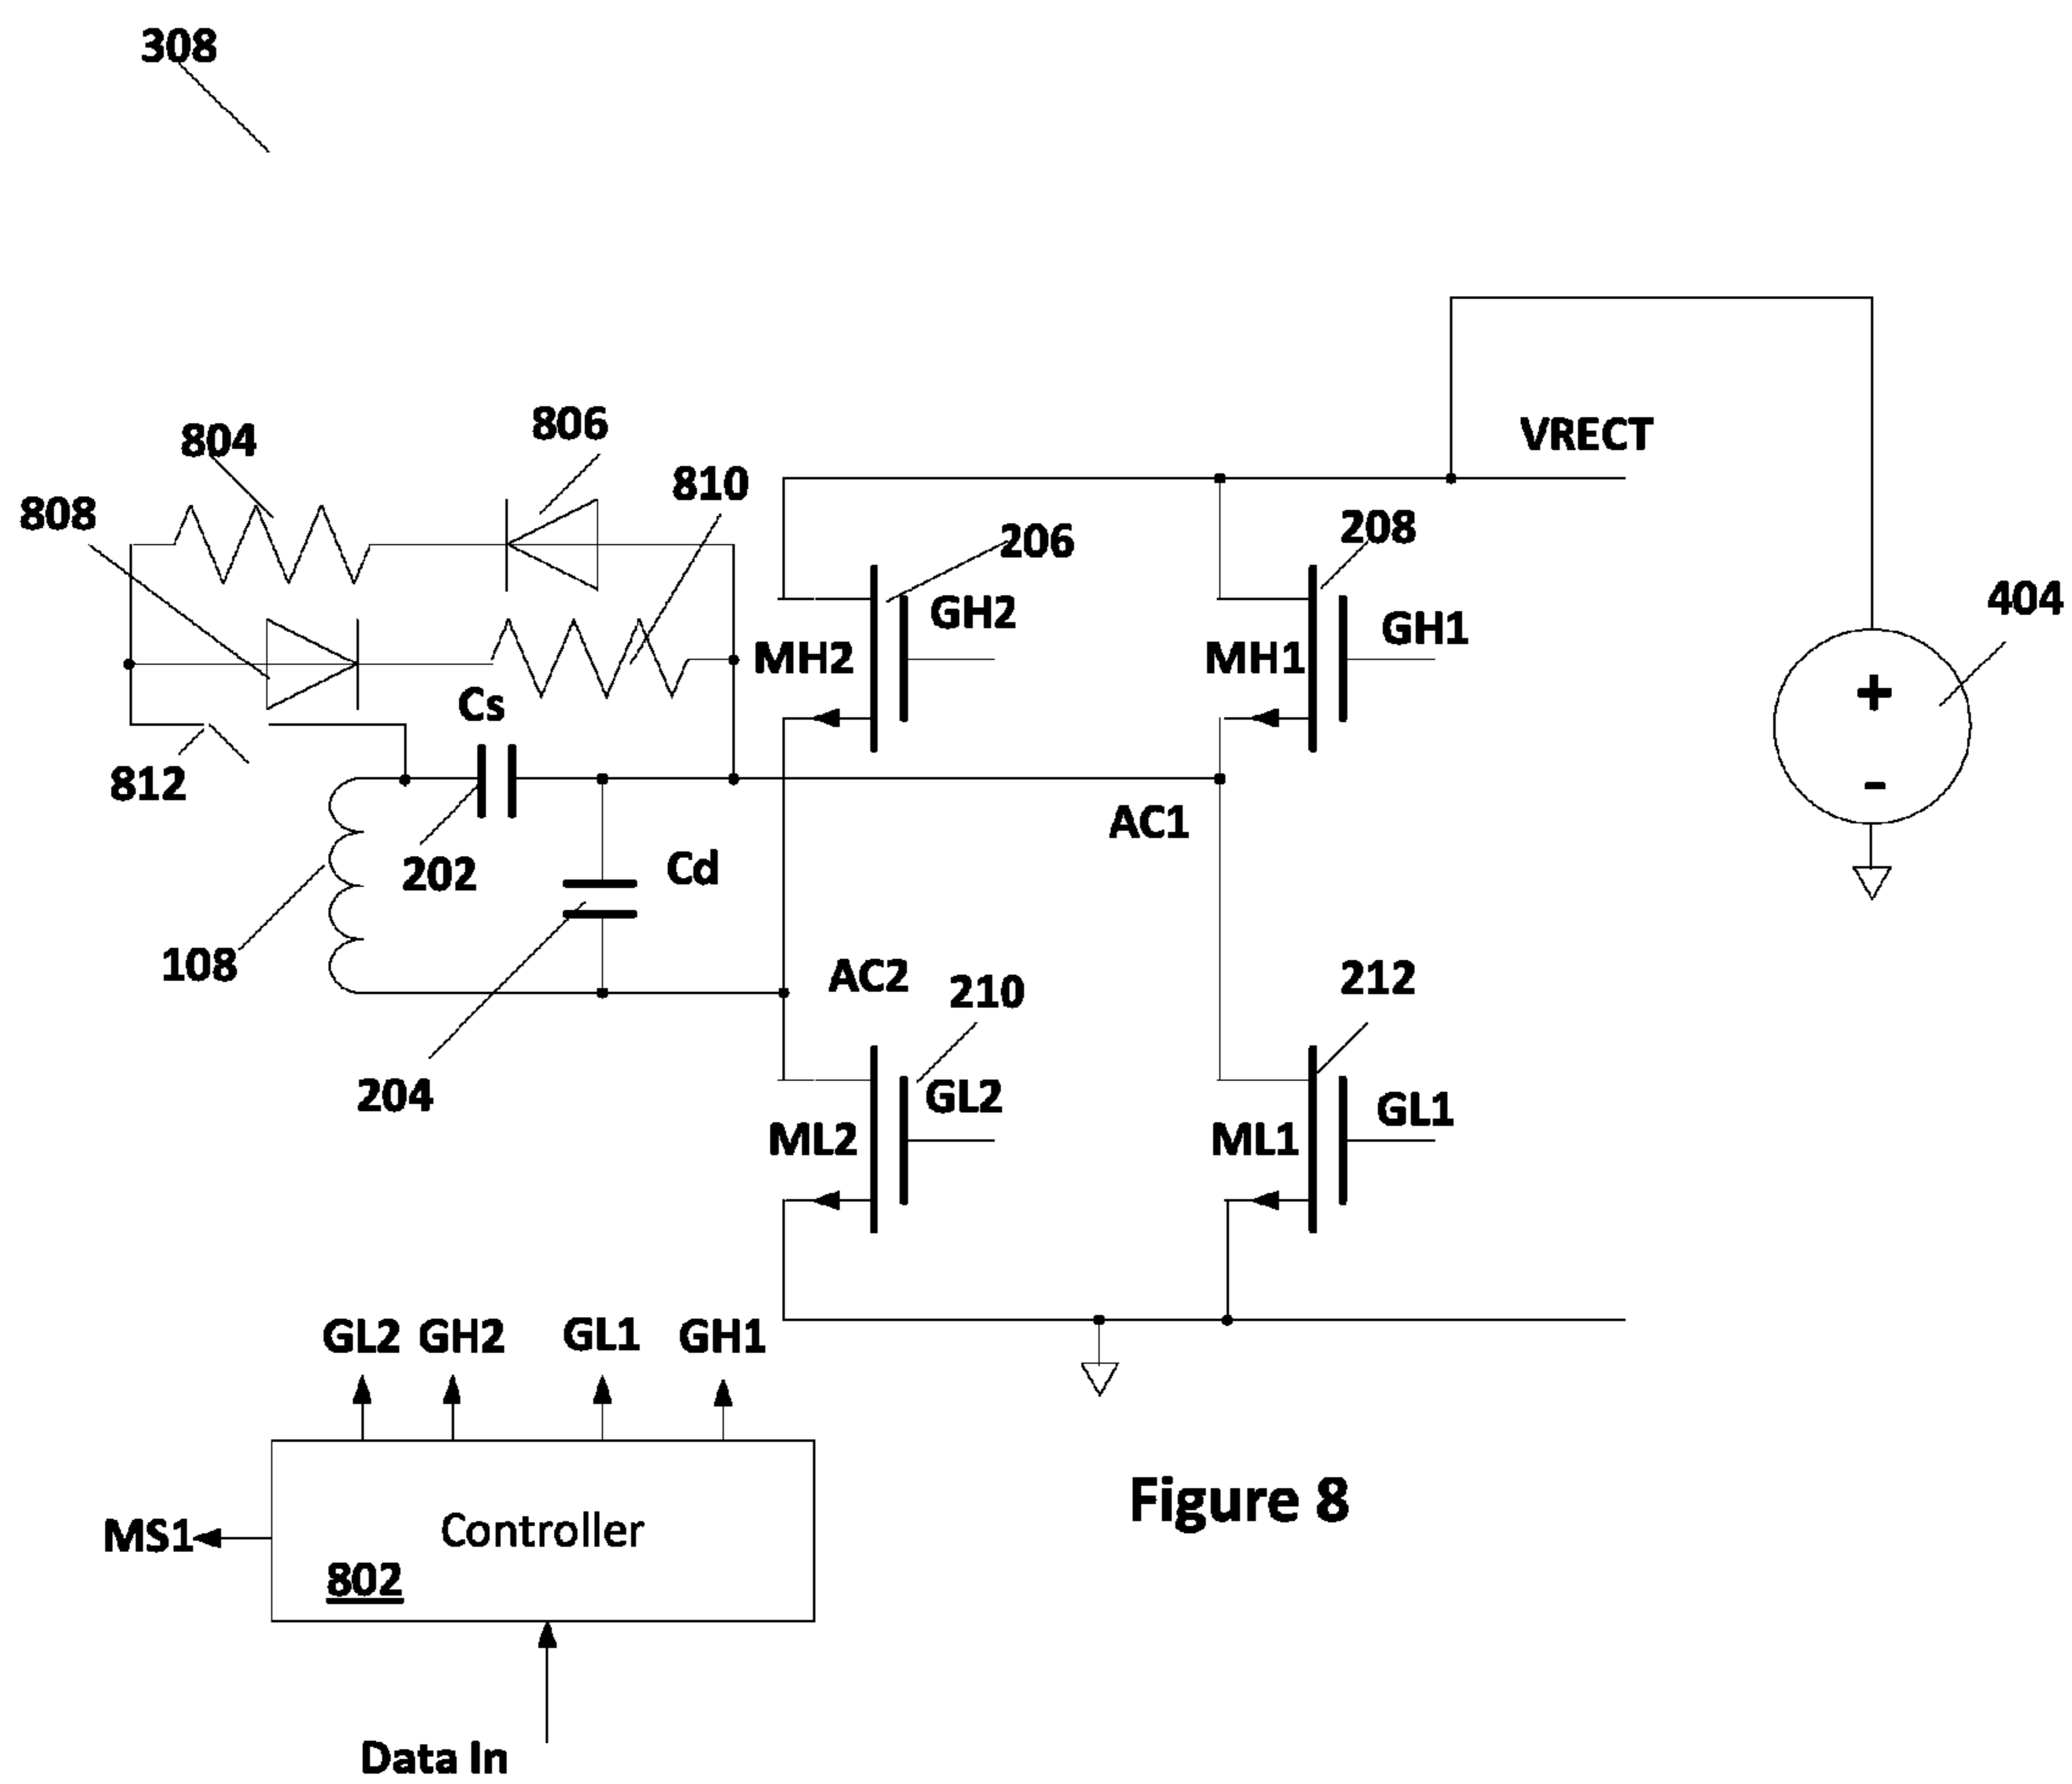 308
804
806
808
810
VRECT
206
208
GH2
GH1
404
MH2
MH1
+
-
Cs
812
AC1
202
Cd
108
AC2
210
212
204
GL2
GL1
ML2
ML1
GL2 GH2 GL1 GH1
Figure 8
MS1
Controller
802
Data In